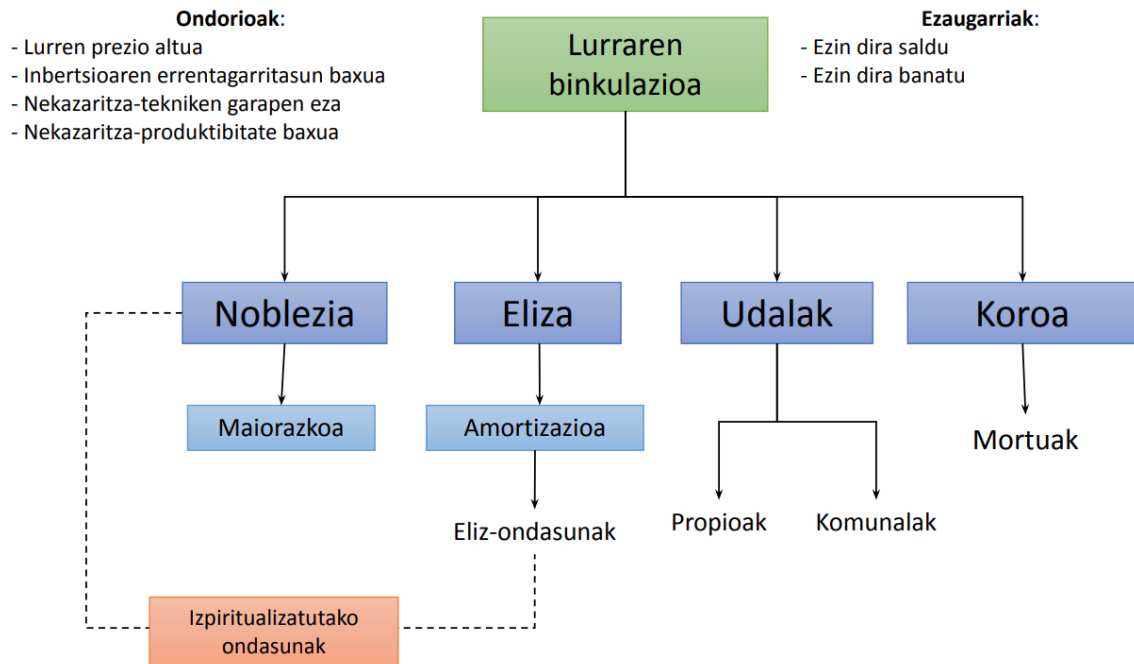 Ondorioak:
- Lurren prezio altua
- Inbertsioaren errentagarritasun baxua
- Nekazaritza-tekniken garapen eza
- Nekazaritza-produktibitate baxua
Lurraren
binkulazioa
Ezaugarriak:
- Ezin dira saldu
- Ezin dira banatu
Noblezia
Eliza
Udalak
Koroa
Maiorazkoa
Amortizazioa
Mortuak
Eliz-ondasunak
Propioak
Komunalak
Izpiritualizatutako
ondasunak